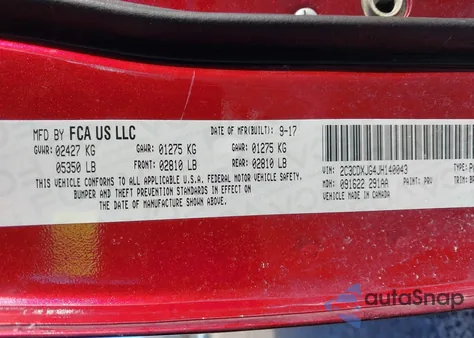 MFD BY FCA US LLC DATE OF MFR(BUILT): 9-17
GVWR: 02427 KG GAWR: 01275 KG GAWR: 01275 KG
05350 LB FRONT: 02810 LB REAR: 02810 LB
THIS VEHICLE CONFORMS TO ALL APPLICABLE U.S.A. FEDERAL MOTOR VEHICLE SAFETY,
BUMPER AND THEFT PREVENTION STANDARDS IN EFFECT ON
THE DATE OF MANUFACTURE SHOWN ABOVE.
VIN: 2C3CDXJG4JH140043 TYPE:
MDH: 091622 291AA PAINT: PRV TRIM:
VEHICLE MADE IN CANADA
autoSnap